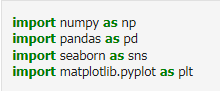 import numpy as np
import pandas as pd
import seaborn as sns
import matplotlib.pyplot as plt